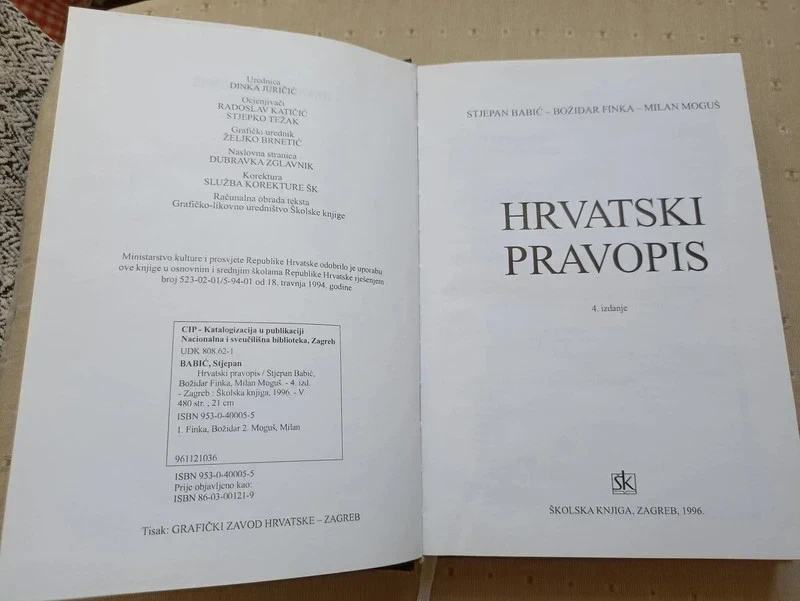 Urednica
DINKA JURIČIĆ
Ocjenjivači
RADOSLAV KATIČIĆ
STJEPKO TEŽAK
Grafički urednik
ŽELJKO BRNETIĆ
Naslovna stranica
DUBRAVKA ZGLAVNIK
Korektura
SLUŽBA KOREKTURE ŠK
Računalna obrada teksta
Grafičko-likovno uredništvo Školske knjige
Ministarstvo kulture i prosvjete Republike Hrvatske odobrilo je uporabu
ove knjige u osnovnim i srednjim školama Republike Hrvatske rješenjem
broj 523-02-01/5-94-01 od 18. travnja 1994. godine
CIP - Katalogizacija u publikaciji
Nacionalna i sveučilišna biblioteka, Zagreb
UDK 808.62-1
BABIĆ, Stjepan
Hrvatski pravopis / Stjepan Babić,
Božidar Finka, Milan Moguš. - 4. izd.
- Zagreb : Školska knjiga, 1996. - V
480 str. , 21 cm
ISBN 953-0-40005-5
1. Finka, Božidar 2. Moguš, Milan
961121036
ISBN 953-0-40005-5
Prije objavljeno kao:
ISBN 86-03-00121-9
Tisak: GRAFIČKI ZAVOD HRVATSKE – ZAGREB
STJEPAN BABIĆ – BOŽIDAR FINKA – MILAN MOGUŠ
HRVATSKI
PRAVOPIS
4. izdanje
ŠK
ŠKOLSKA KNJIGA, ZAGREB, 1996.